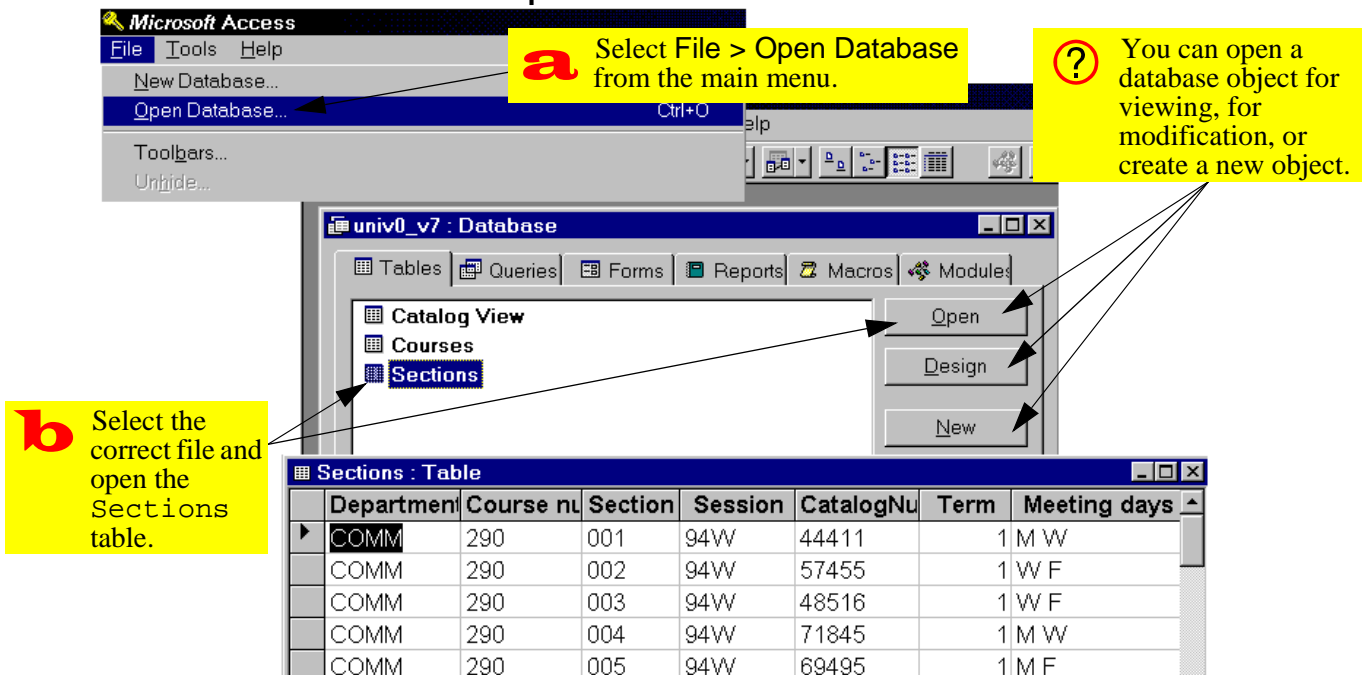 Microsoft Access
File Tools Help
New Database...
Open Database... Ctrl+O
Toolbars...
Unhide...
a Select File > Open Database
from the main menu.
? You can open a
database object for
viewing, for
modification, or
create a new object.
elp
univ0_v7 : Database
Tables Queries Forms Reports Macros Modules
Catalog View
Courses
Sections
Open
Design
New
b Select the
correct file and
open the
Sections
table.
Sections : Table
Department Course nu Section Session CatalogNu Term Meeting days
COMM 290 001 94W 44411 1 M W
COMM 290 002 94W 57455 1 W F
COMM 290 003 94W 48516 1 W F
COMM 290 004 94W 71845 1 M W
COMM 290 005 94W 69495 1 M F